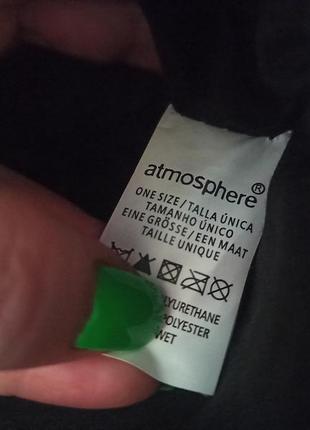 atmosphere®
ONE SIZE/TALLA ÚNICA
TAMANHO ÚNICO
EINE GRÖSSE/EEN MAAT
TAILLE UNIQUE
POLYESTER